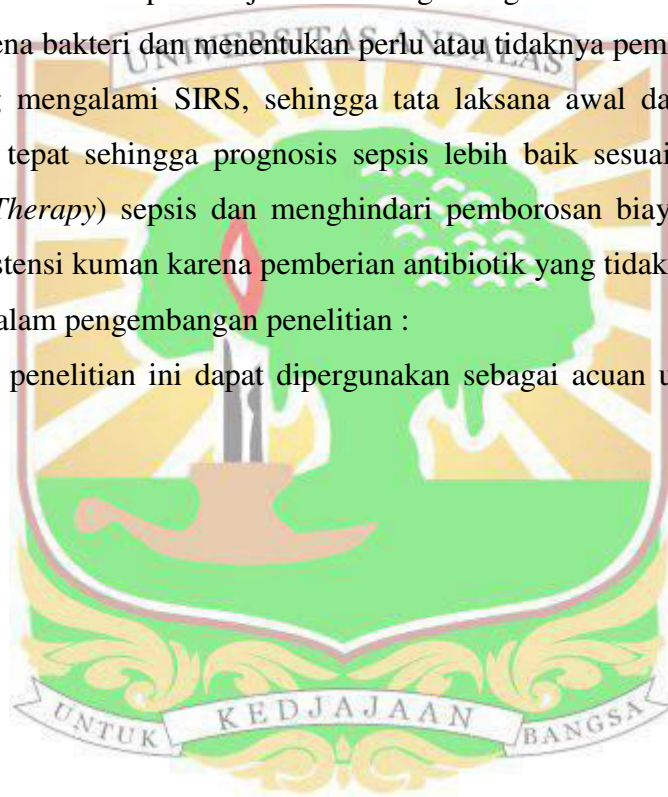 ena bakteri dan menentukan perlu atau tidaknya pem
UNIVERSITAS ANDALAS
mengalami SIRS, sehingga tata laksana awal da
tepat sehingga prognosis sepsis lebih baik sesuai
Therapy) sepsis dan menghindari pemborosan biay
stensi kuman karena pemberian antibiotik yang tidak
alam pengembangan penelitian :
penelitian ini dapat dipergunakan sebagai acuan u
UNTUK KEDJAJAAN BANGSA